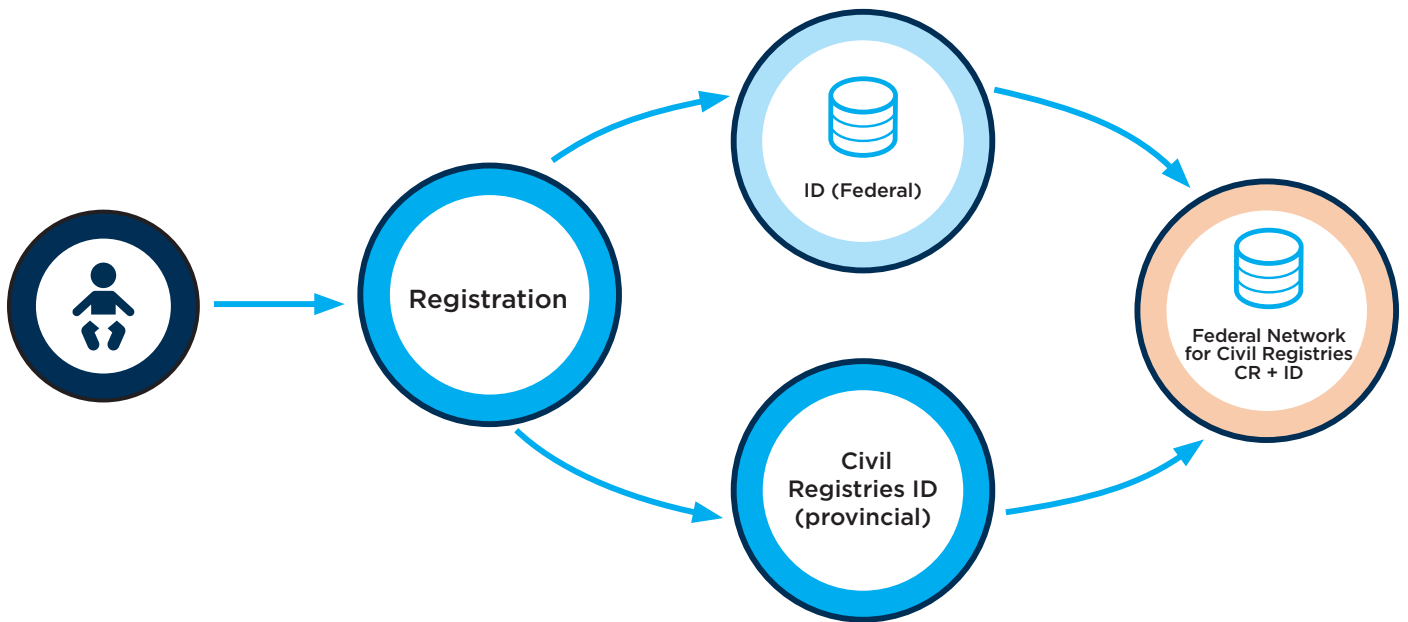 Registration
ID (Federal)
Civil
Registries ID
(provincial)
Federal Network
for Civil Registries
CR + ID